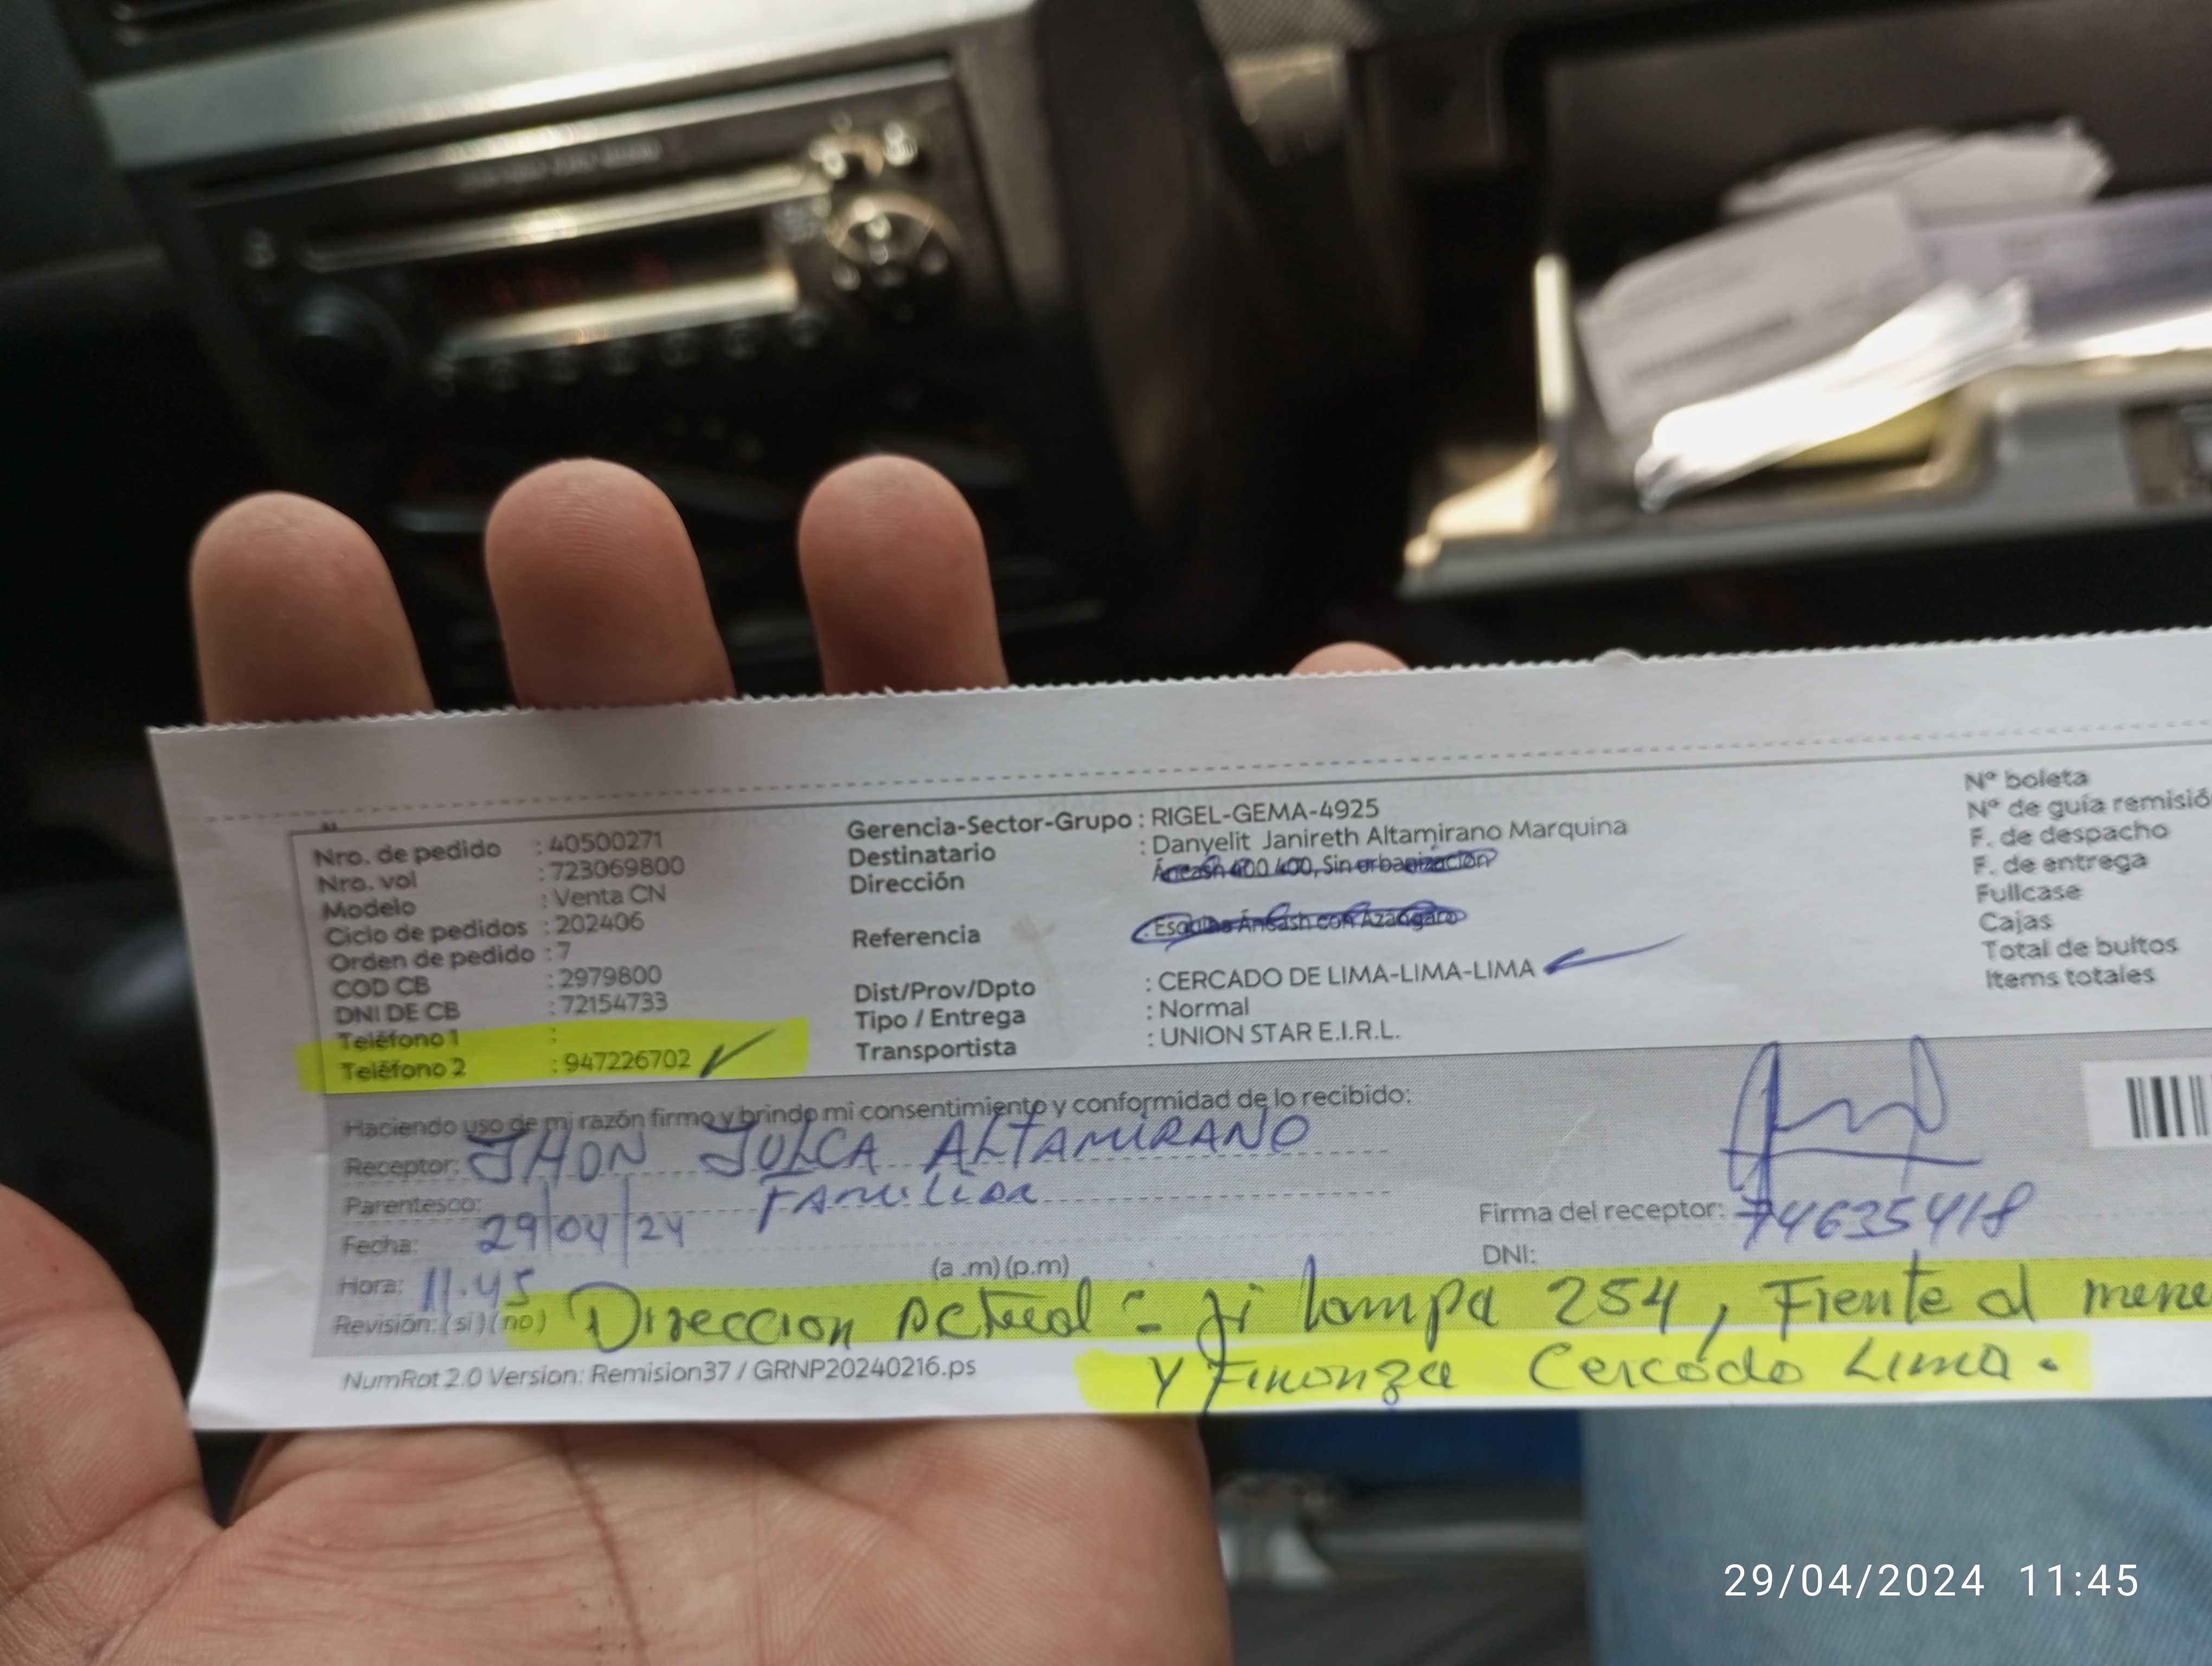 Nro. de pedido : 40500271
Nro. vol : 723069800
Modelo : Venta CN
Ciclo de pedidos : 202406
Orden de pedido : 7
COD CB : 2979800
DNI DE CB : 72154733
Teléfono 1 :
Teléfono 2 : 947226702
Gerencia-Sector-Grupo : RIGEL-GEMA-4925
Destinatario : Danyelit Janireth Altamirano Marquina
Dirección : Áncash 400 400, Sin urbanización
Referencia : Esquina Áncash con Azángaro
Dist/Prov/Dpto : CERCADO DE LIMA-LIMA-LIMA
Tipo / Entrega : Normal
Transportista : UNION STAR E.I.R.L.
Nº boleta
Nº de guía remisió
F. de despacho
F. de entrega
Fullcase
Cajas
Total de bultos
Items totales
Haciendo uso de mi razón firmo y brindo mi consentimiento y conformidad de lo recibido:
Receptor: JHON JULCA ALTAMIRANO
Parentesco: FAmiliar
Fecha: 29/04/24
Hora: 11.45 (a .m) (p.m)
Firma del receptor:
DNI: 74635418
Revisión: (si) (no) Direccion Actual = Ji lampa 254, Frente al
y Finanza Cercado Lima.
NumRot 2.0 Version: Remision37 / GRNP20240216.ps
29/04/2024 11:45